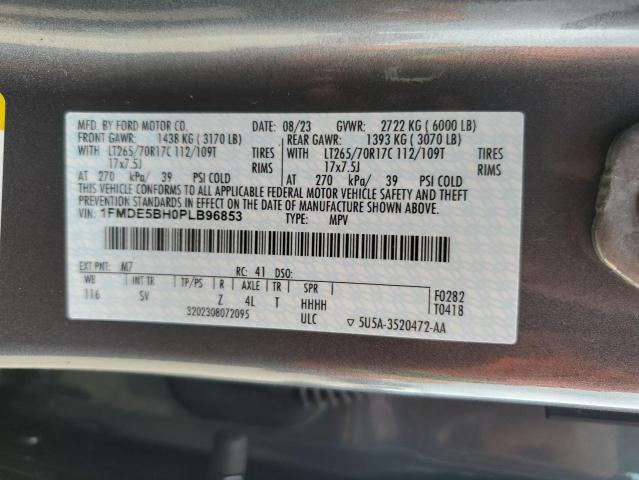 MFD. BY FORD MOTOR CO. 08/23 GVWR: 2722 KG ( 6000 LB)
FRONT GAWR: 1438 KG ( 3170 LB) REAR GAWR: 1393 KG ( 3070 LB)
WITH LT265/70R17C 112/109T TIRES LT265/70R17C 112/109T TIRES
17x7.5J RIMS 17x7.5J RIMS
AT 270 kPa/ 39 PSI COLD AT 270 kPa/ 39 PSI COLD
THIS VEHICLE CONFORMS TO ALL APPLICABLE FEDERAL MOTOR VEHICLE SAFETY AND THEFT
PREVENTION STANDARDS IN EFFECT ON THE DATE OF MANUFACTURE SHOWN ABOVE.
VIN: 1FMDE5BH0PLB96853 TYPE: MPV
EXT PNT: M7 RC: 41 DSO:
WB INT TR TP/PS R AXLE TR SPR
116 SV Z 4L T HHHH
F0282
T0418
3202308072095 ULC ▽ 5U5A-3520472-AA